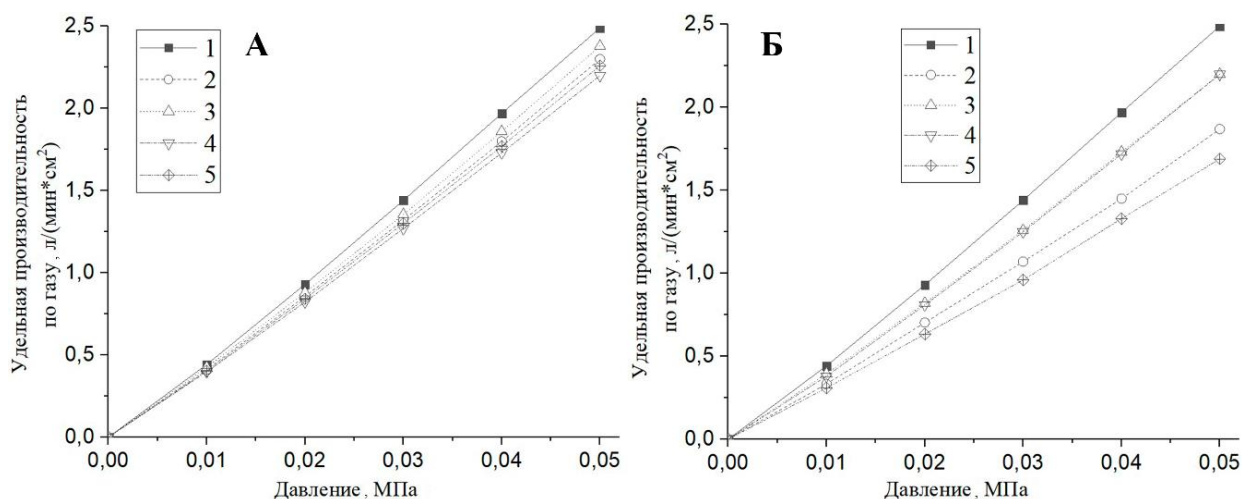 А
Удельная производительность
по газу, л/(мин*см²)
2,5
2,0
1,5
1,0
0,5
0,0
1
2
3
4
5
0,00 0,01 0,02 0,03 0,04 0,05
Давление, МПа
Б
Удельная производительность
по газу, л/(мин*см²)
2,5
2,0
1,5
1,0
0,5
0,0
1
2
3
4
5
0,00 0,01 0,02 0,03 0,04 0,05
Давление, МПа